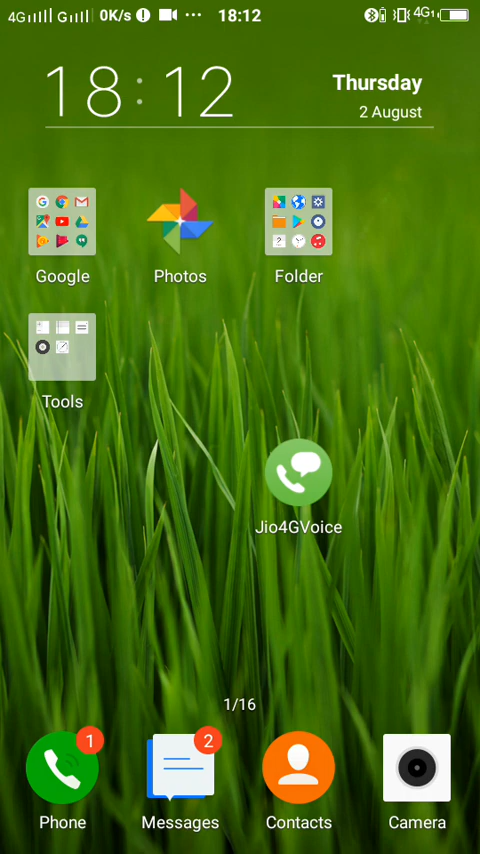 4G G 0K/s 18:12 4G 1
18:12
Thursday
2 August
Google
Photos
Folder
Tools
Jio4GVoice
1/16
1
2
Phone
Messages
Contacts
Camera